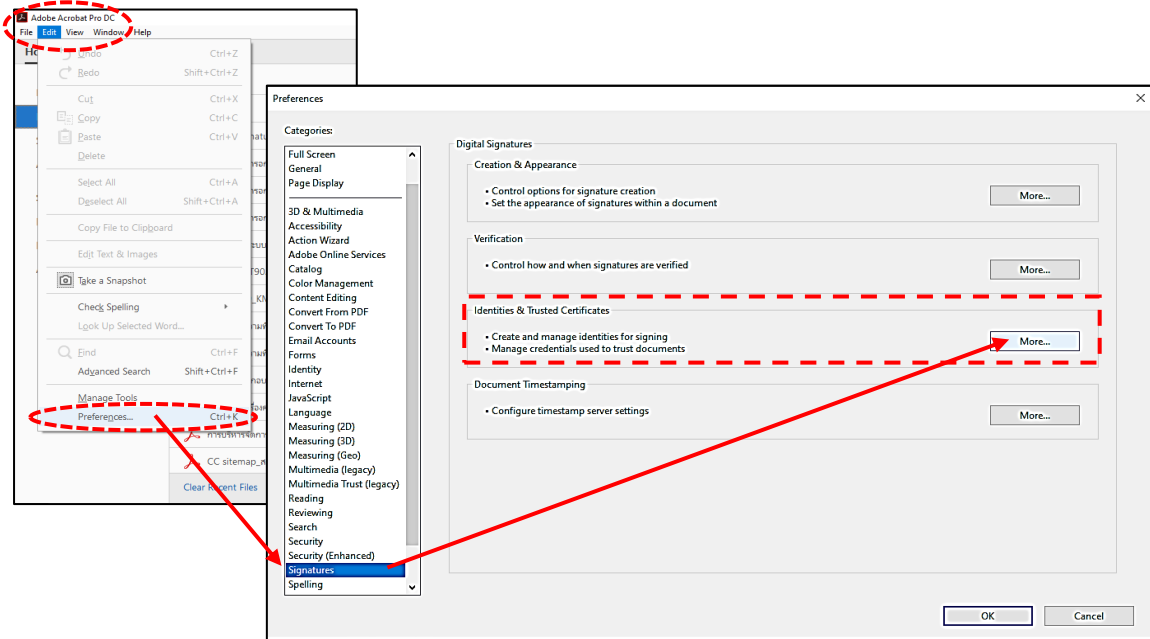 Adobe Acrobat Pro DC
File Edit View Window Help
Undo Ctrl+Z
Redo Shift+Ctrl+Z
Cut Ctrl+X
Copy Ctrl+C
Paste Ctrl+V
Delete
Select All Ctrl+A
Deselect All Shift+Ctrl+A
Copy File to Clipboard
Edit Text & Images
Take a Snapshot
Check Spelling
Look Up Selected Word...
Find Ctrl+F
Advanced Search Shift+Ctrl+F
Manage Tools
Preferences... Ctrl+K
CC sitemap
Clear Recent Files
Preferences
Categories:
Full Screen
General
Page Display
3D & Multimedia
Accessibility
Action Wizard
Adobe Online Services
Catalog
Color Management
Content Editing
Convert From PDF
Convert To PDF
Email Accounts
Forms
Identity
Internet
JavaScript
Language
Measuring (2D)
Measuring (3D)
Measuring (Geo)
Multimedia (legacy)
Multimedia Trust (legacy)
Reading
Reviewing
Search
Security
Security (Enhanced)
Signatures
Spelling
Digital Signatures
Creation & Appearance
• Control options for signature creation
• Set the appearance of signatures within a document
More...
Verification
• Control how and when signatures are verified
More...
Identities & Trusted Certificates
• Create and manage identities for signing
• Manage credentials used to trust documents
More...
Document Timestamping
• Configure timestamp server settings
More...
OK Cancel